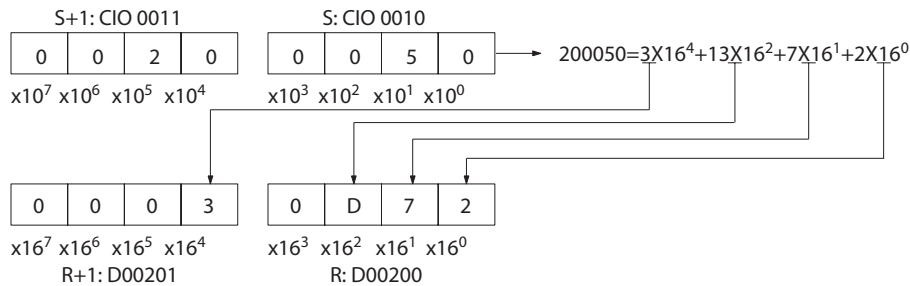 S+1: CIO 0011 S: CIO 0010
0 0 2 0 0 0 5 0 200050=3X16⁴+13X16²+7X16¹+2X16⁰
x10⁷ x10⁶ x10⁵ x10⁴ x10³ x10² x10¹ x10⁰
0 0 0 3 0 D 7 2
x16⁷ x16⁶ x16⁵ x16⁴ x16³ x16² x16¹ x16⁰
R+1: D00201 R: D00200